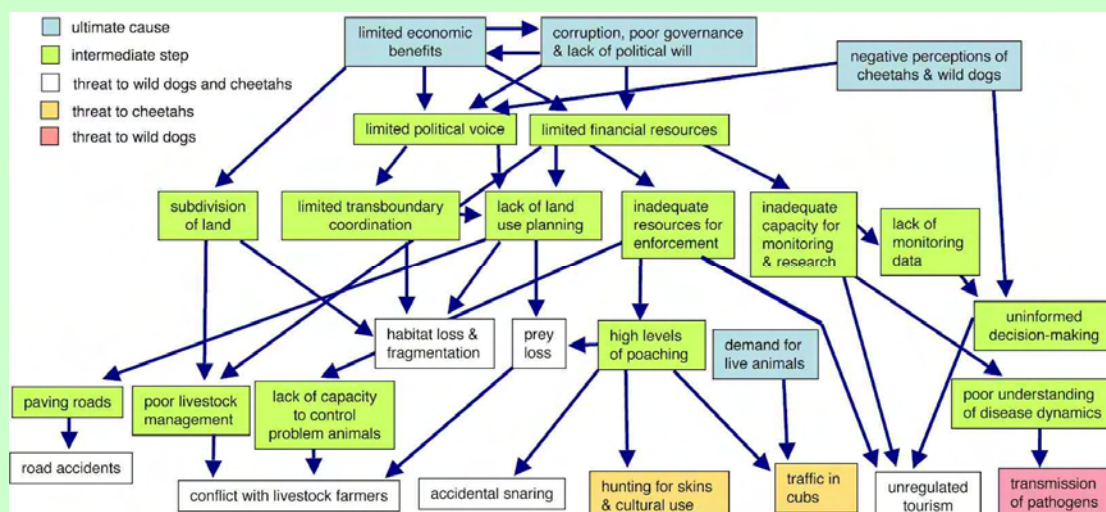 ultimate cause
intermediate step
threat to wild dogs and cheetahs
threat to cheetahs
threat to wild dogs
limited economic
benefits
corruption, poor governance
& lack of political will
negative perceptions of
cheetahs & wild dogs
limited political voice
limited financial resources
subdivision
of land
limited transboundary
coordination
lack of land
use planning
inadequate
resources for
enforcement
inadequate
capacity for
monitoring
& research
lack of
monitoring
data
habitat loss &
fragmentation
prey
loss
high levels
of poaching
demand for
live animals
uninformed
decision-making
paving roads
poor livestock
management
lack of capacity
to control
problem animals
poor understanding
of disease dynamics
road accidents
conflict with livestock farmers
accidental snaring
hunting for skins
& cultural use
traffic in
cubs
unregulated
tourism
transmission
of pathogens